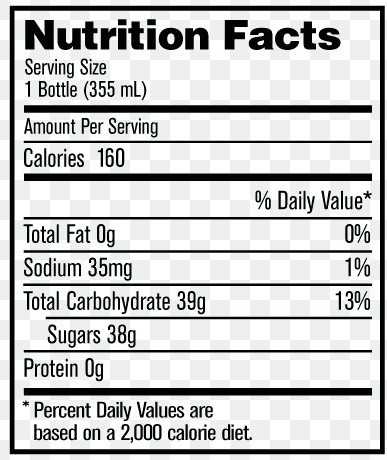 Nutrition Facts
Serving Size
1 Bottle (355 mL)
Amount Per Serving
Calories 160
% Daily Value*
Total Fat 0g 0%
Sodium 35mg 1%
Total Carbohydrate 39g 13%
Sugars 38g
Protein 0g
* Percent Daily Values are
based on a 2,000 calorie diet.